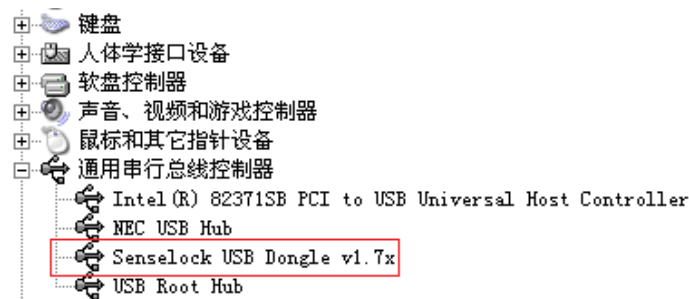 键盘
人体学接口设备
软盘控制器
声音、视频和游戏控制器
鼠标和其它指针设备
通用串行总线控制器
Intel(R) 82371SB PCI to USB Universal Host Controller
NEC USB Hub
Senselock USB Dongle v1.7x
USB Root Hub